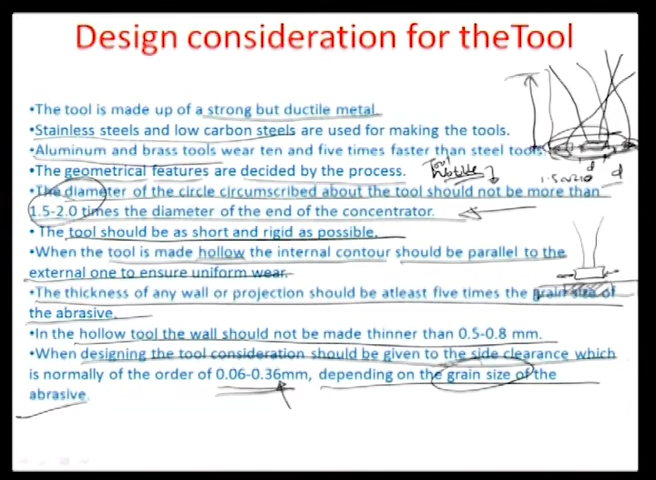 Design consideration for theTool
•The tool is made up of a strong but ductile metal.
•Stainless steels and low carbon steels are used for making the tools.
•Aluminum and brass tools wear ten and five times faster than steel tools.
•The geometrical features are decided by the process.
Tool
•The diameter of the circle circumscribed about the tool should not be more than
1.5-2.0 times the diameter of the end of the concentrator.
•The tool should be as short and rigid as possible.
•When the tool is made hollow the internal contour should be parallel to the
external one to ensure uniform wear.
•The thickness of any wall or projection should be atleast five times the grain size of
the abrasive.
•In the hollow tool the wall should not be made thinner than 0.5-0.8 mm.
•When designing the tool consideration should be given to the side clearance which
is normally of the order of 0.06-0.36mm, depending on the grain size of the
abrasive.
d
d